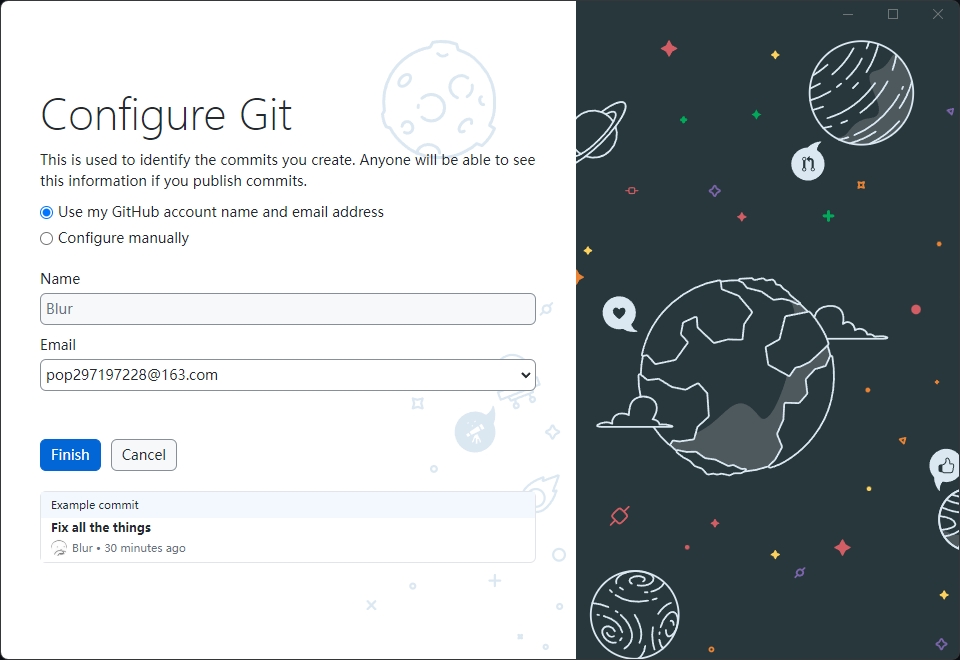 Configure Git
This is used to identify the commits you create. Anyone will be able to see
this information if you publish commits.
Use my GitHub account name and email address
Configure manually
Name
Blur
Email
pop297197228@163.com
Finish
Cancel
Example commit
Fix all the things
Blur • 30 minutes ago